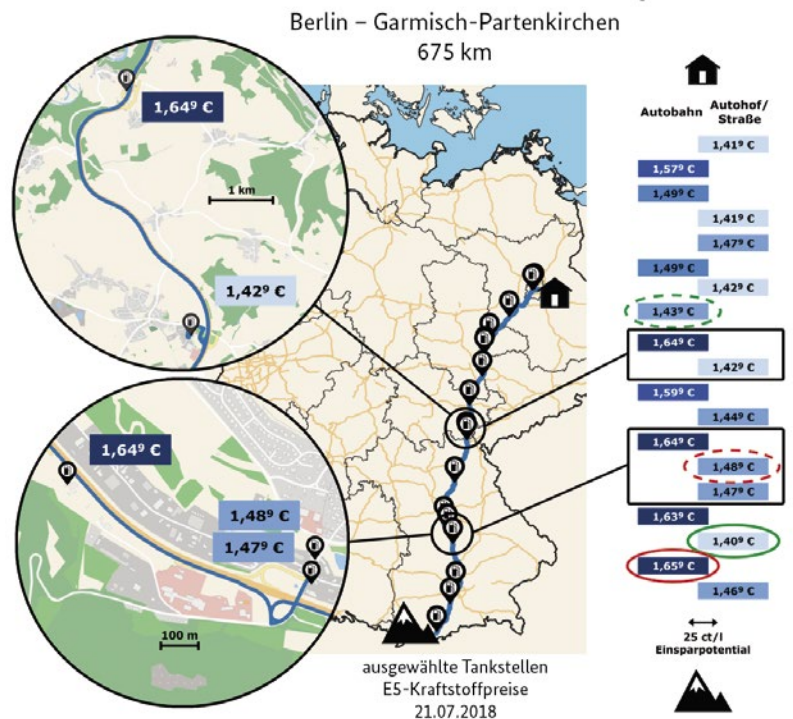 Berlin – Garmisch-Partenkirchen
675 km
1,64⁹ €
1 km
1,42⁹ €
1,64⁹ €
1,48⁹ €
1,47⁹ €
100 m
ausgewählte Tankstellen
E5-Kraftstoffpreise
21.07.2018
Autobahn
Autohof/
Straße
1,41⁹ €
1,57⁹ €
1,49⁹ €
1,41⁹ €
1,47⁹ €
1,49⁹ €
1,42⁹ €
1,43⁹ €
1,64⁹ €
1,42⁹ €
1,59⁹ €
1,44⁹ €
1,64⁹ €
1,48⁹ €
1,47⁹ €
1,63⁹ €
1,40⁹ €
1,65⁹ €
1,46⁹ €
25 ct/l
Einsparpotential